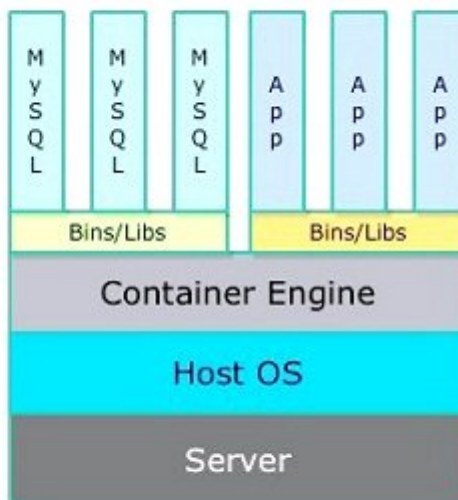 MySQL
MySQL
MySQL
App
App
App
Bins/Libs
Bins/Libs
Container Engine
Host OS
Server